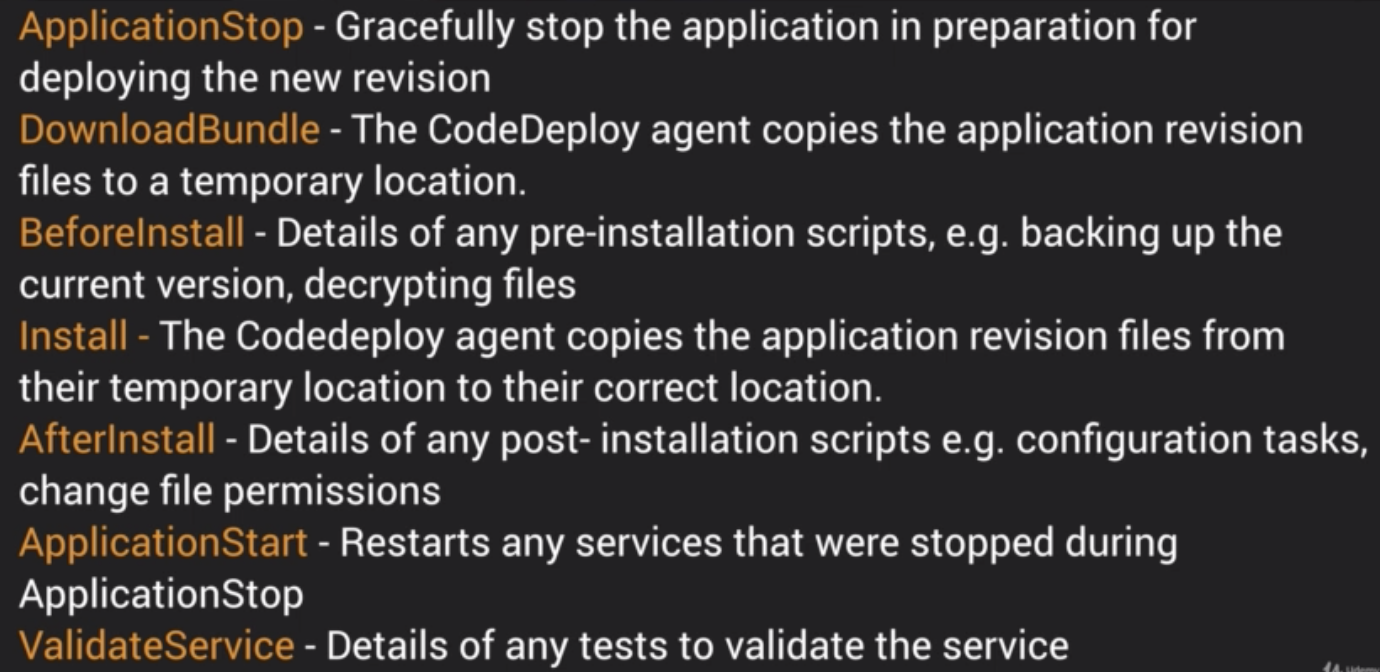 ApplicationStop - Gracefully stop the application in preparation for
deploying the new revision
DownloadBundle - The CodeDeploy agent copies the application revision
files to a temporary location.
BeforeInstall - Details of any pre-installation scripts, e.g. backing up the
current version, decrypting files
Install - The Codedeploy agent copies the application revision files from
their temporary location to their correct location.
AfterInstall - Details of any post- installation scripts e.g. configuration tasks,
change file permissions
ApplicationStart - Restarts any services that were stopped during
ApplicationStop
ValidateService - Details of any tests to validate the service